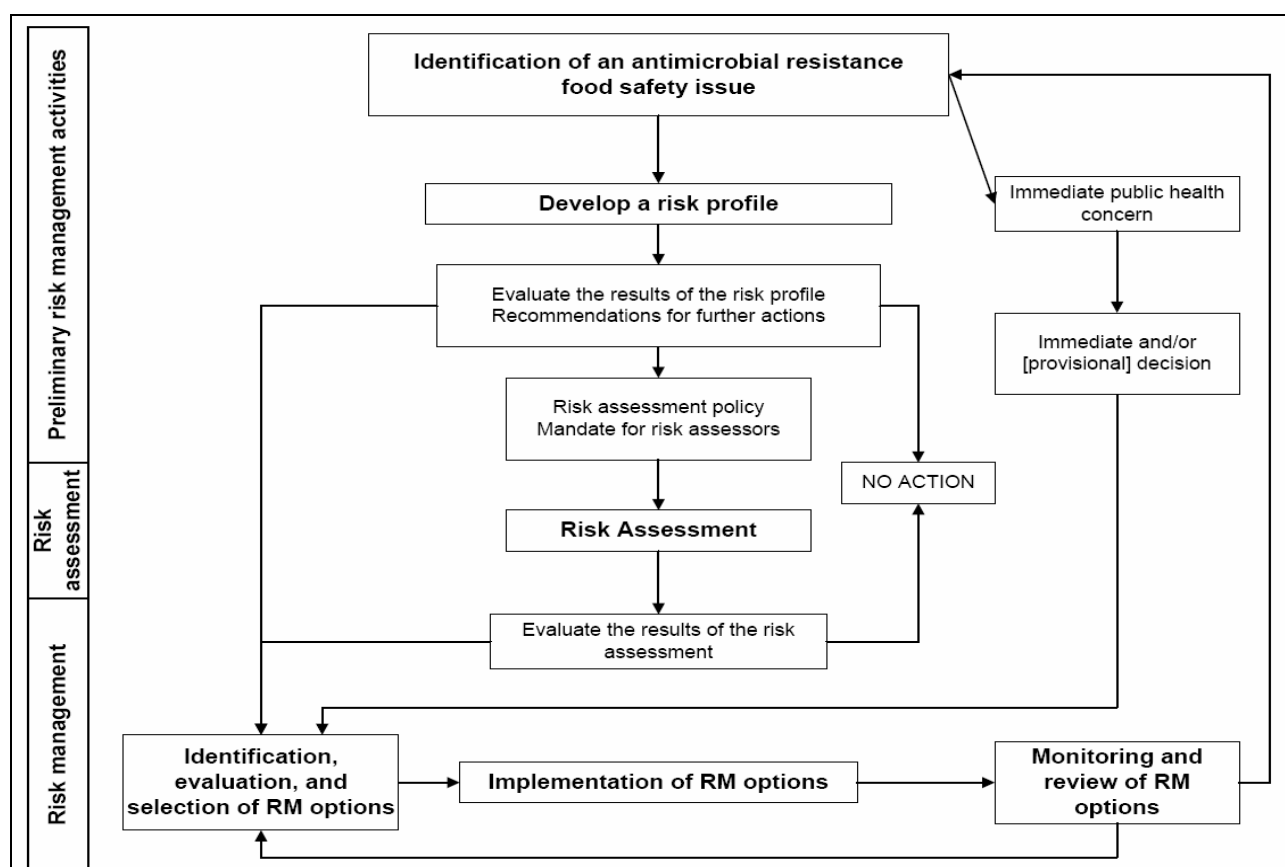 Preliminary risk management activities
Risk
assessment
Risk management
Identification of an antimicrobial resistance
food safety issue
Immediate public health
concern
Develop a risk profile
Evaluate the results of the risk profile
Recommendations for further actions
Immediate and/or
[provisional] decision
Risk assessment policy
Mandate for risk assessors
NO ACTION
Risk Assessment
Evaluate the results of the risk
assessment
Identification,
evaluation, and
selection of RM options
Implementation of RM options
Monitoring and
review of RM
options